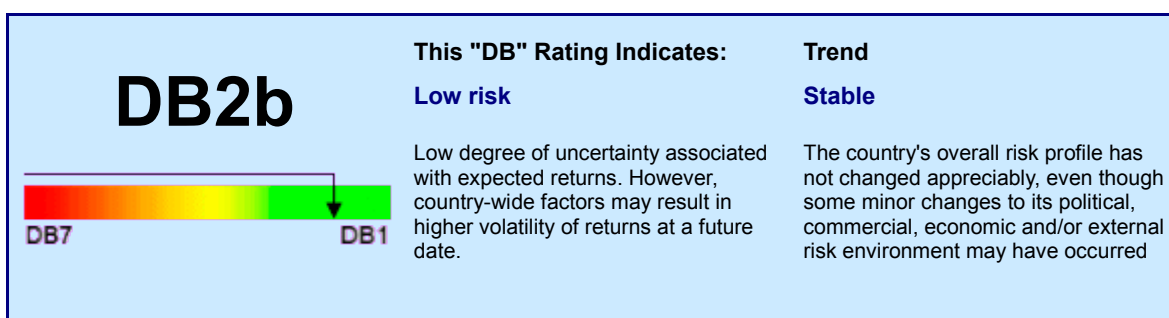 DB2b
DB7
DB1
This "DB" Rating Indicates:
Low risk
Low degree of uncertainty associated
with expected returns. However,
country-wide factors may result in
higher volatility of returns at a future
date.
Trend
Stable
The country's overall risk profile has
not changed appreciably, even though
some minor changes to its political,
commercial, economic and/or external
risk environment may have occurred